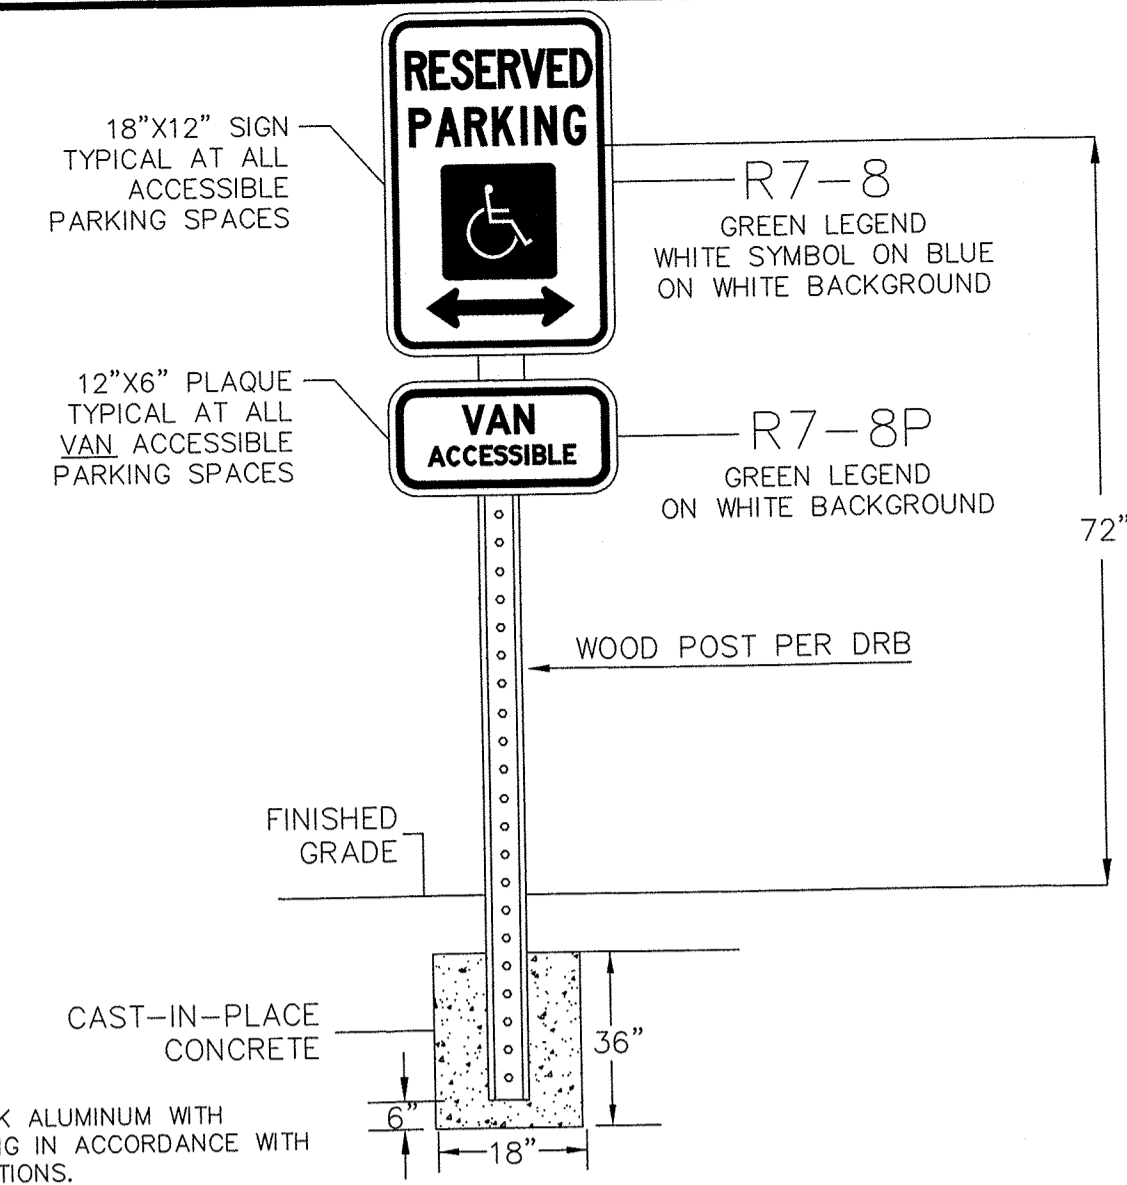 RESERVED
PARKING
18"X12" SIGN
TYPICAL AT ALL
ACCESSIBLE
PARKING SPACES
R7-8
GREEN LEGEND
WHITE SYMBOL ON BLUE
ON WHITE BACKGROUND
12"X6" PLAQUE
TYPICAL AT ALL
VAN ACCESSIBLE
PARKING SPACES
VAN
ACCESSIBLE
R7-8P
GREEN LEGEND
ON WHITE BACKGROUND
72"
WOOD POST PER DRB
FINISHED
GRADE
CAST-IN-PLACE
CONCRETE
36"
6"
18"
ALUMINUM WITH
IN ACCORDANCE WITH